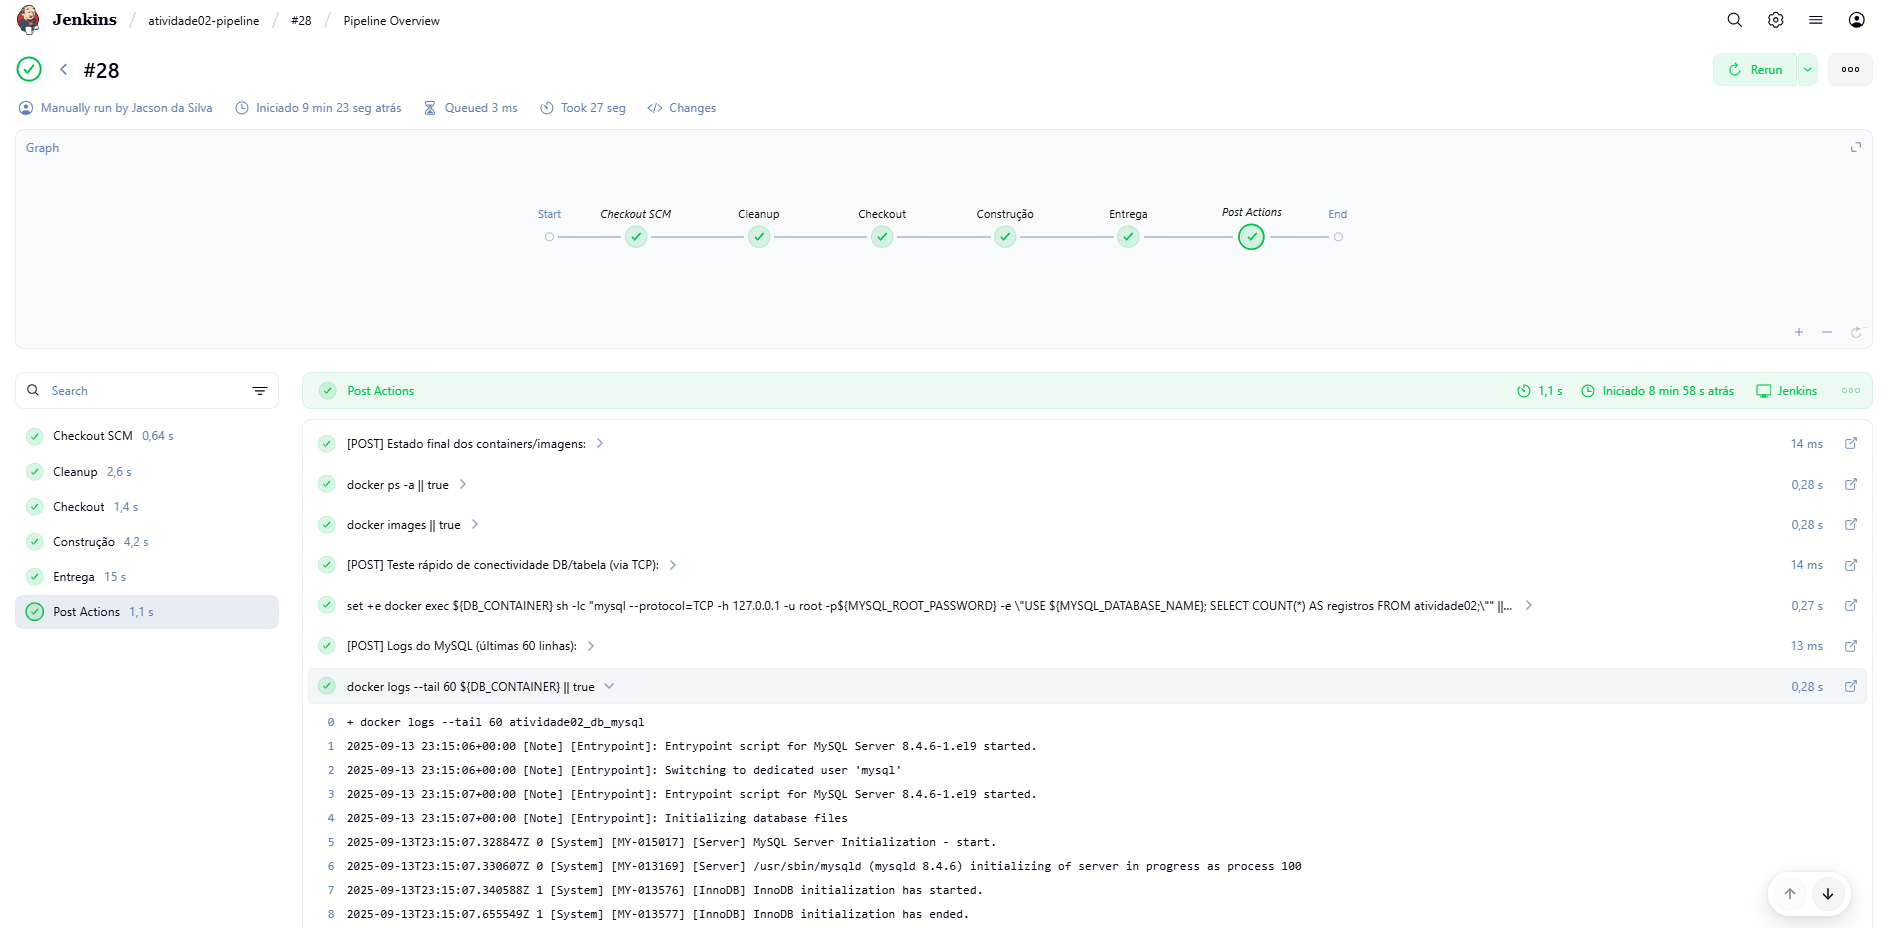 Jenkins / atividade02-pipeline / #28 / Pipeline Overview
#28
Rerun
Manually run by Jacson da Silva Iniciado 9 min 23 seg atrás Queued 3 ms Took 27 seg Changes
Graph
Start Checkout SCM Cleanup Checkout Construção Entrega Post Actions End
Search
Checkout SCM 0,64 s
Cleanup 2,6 s
Checkout 1,4 s
Construção 4,2 s
Entrega 15 s
Post Actions 1,1 s
Post Actions 1,1 s Iniciado 8 min 58 s atrás Jenkins
[POST] Estado final dos containers/imagens: 14 ms
docker ps -a || true 0,28 s
docker images || true 0,28 s
[POST] Teste rápido de conectividade DB/tabela (via TCP): 14 ms
set +e docker exec ${DB_CONTAINER} sh -lc "mysql --protocol=TCP -h 127.0.0.1 -u root -p${MYSQL_ROOT_PASSWORD} -e \"USE ${MYSQL_DATABASE_NAME}; SELECT COUNT(*) AS registros FROM atividade02;\"" ||... 0,27 s
[POST] Logs do MySQL (últimas 60 linhas): 13 ms
docker logs --tail 60 ${DB_CONTAINER} || true 0,28 s
0 + docker logs --tail 60 atividade02_db_mysql
1 2025-09-13 23:15:06+00:00 [Note] [Entrypoint]: Entrypoint script for MySQL Server 8.4.6-1.el9 started.
2 2025-09-13 23:15:06+00:00 [Note] [Entrypoint]: Switching to dedicated user 'mysql'
3 2025-09-13 23:15:07+00:00 [Note] [Entrypoint]: Entrypoint script for MySQL Server 8.4.6-1.el9 started.
4 2025-09-13 23:15:07+00:00 [Note] [Entrypoint]: Initializing database files
5 2025-09-13T23:15:07.328847Z 0 [System] [MY-015017] [Server] MySQL Server Initialization - start.
6 2025-09-13T23:15:07.330607Z 0 [System] [MY-013169] [Server] /usr/sbin/mysqld (mysqld 8.4.6) initializing of server in progress as process 100
7 2025-09-13T23:15:07.340588Z 1 [System] [MY-013576] [InnoDB] InnoDB initialization has started.
8 2025-09-13T23:15:07.655549Z 1 [System] [MY-013577] [InnoDB] InnoDB initialization has ended.